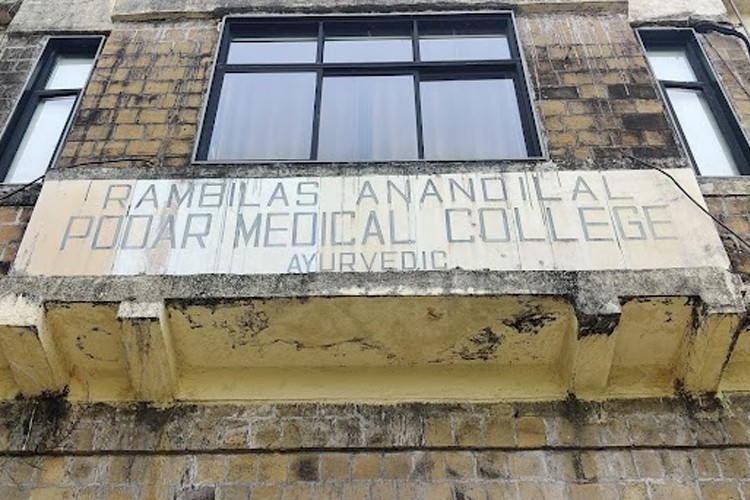 RAMBILAS ANANDILAL
PODAR MEDICAL COLLEGE
AYURVEDIC